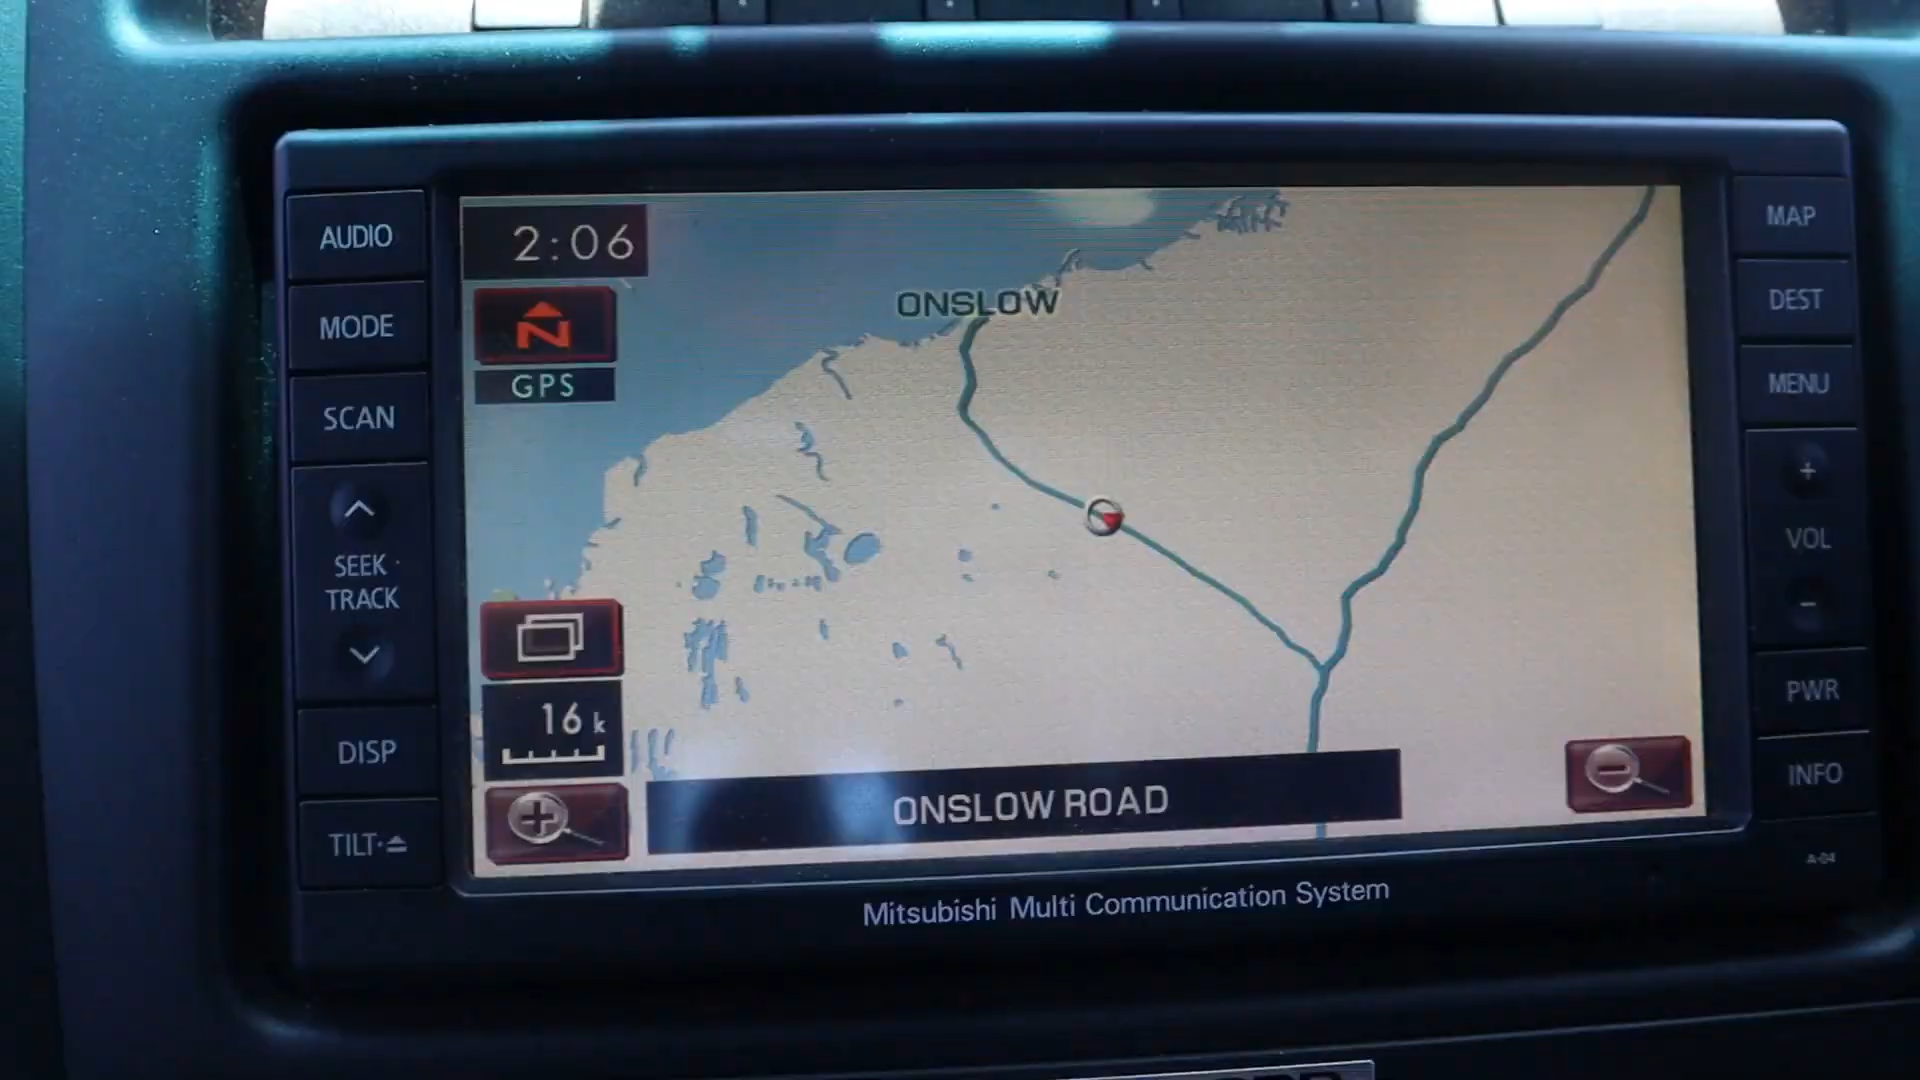 AUDIO
MODE
SCAN
SEEK·
TRACK
DISP
TILT·⏏
2:06
N
GPS
ONSLOW
16 k
ONSLOW ROAD
MAP
DEST
MENU
+
VOL
−
PWR
INFO
A-04
Mitsubishi Multi Communication System